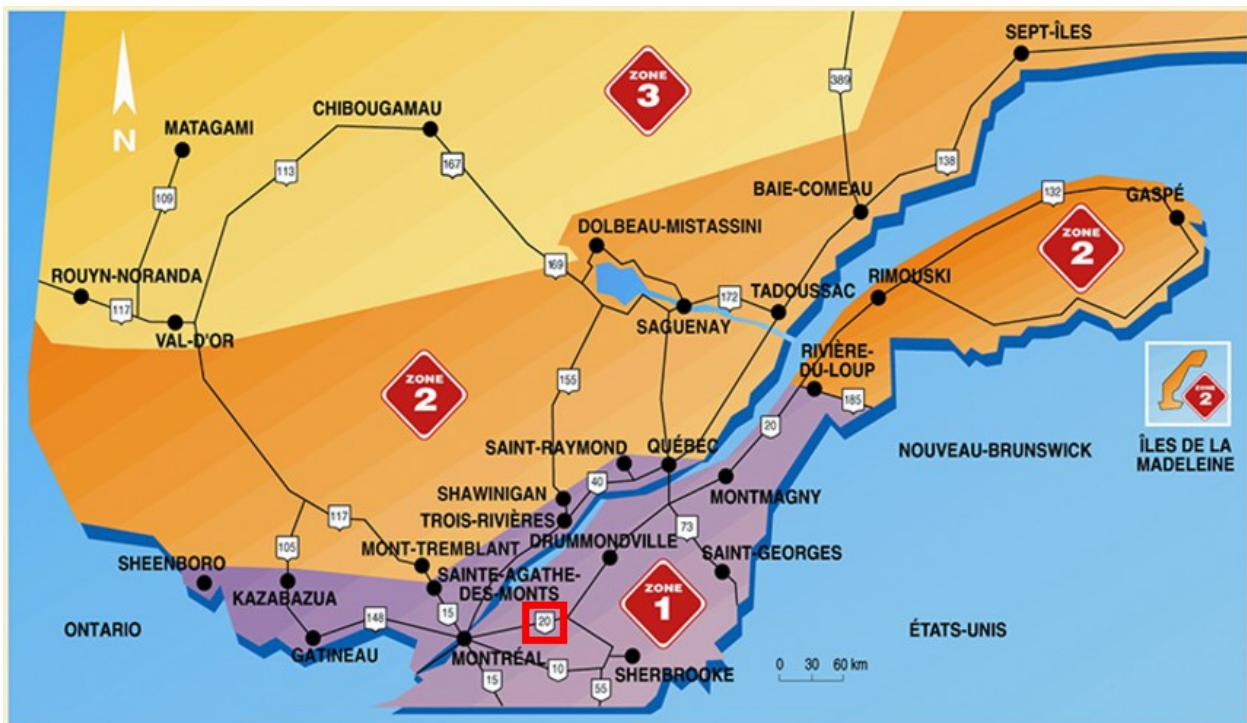 SEPT-ÎLES
ZONE
3
389
CHIBOUGAMAU
MATAGAMI
N
113
167
138
109
BAIE-COMEAU
132
GASPÉ
DOLBEAU-MISTASSINI
ZONE
2
ROUYN-NORANDA
169
RIMOUSKI
117
172
TADOUSSAC
VAL-D'OR
SAGUENAY
RIVIÈRE-
DU-LOUP
155
ZONE
2
185
ZONE
2
20
SAINT-RAYMOND
QUÉBEC
NOUVEAU-BRUNSWICK
ÎLES DE LA
MADELEINE
40
SHAWINIGAN
MONTMAGNY
117
TROIS-RIVIÈRES
73
105
DRUMMONDVILLE
MONT-TREMBLANT
SAINT-GEORGES
SHEENBORO
SAINTE-AGATHE-
DES-MONTS
KAZABAZUA
ZONE
1
15
148
20
ONTARIO
ÉTATS-UNIS
GATINEAU
MONTRÉAL
10
SHERBROOKE
0 30 60 km
15
55